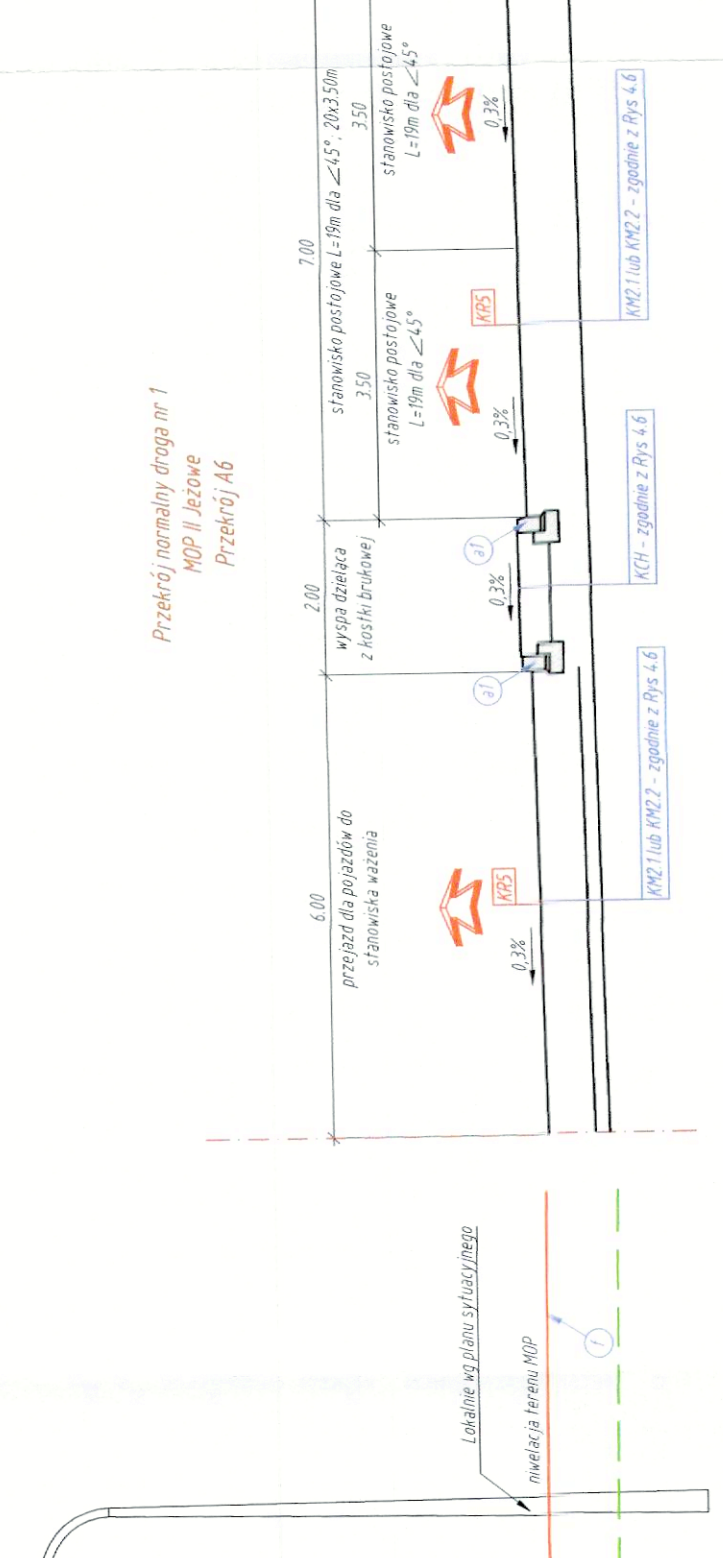 Przekrój normalny droga nr 1
MOP II Jeżowe
Przekrój A6
6.00
2.00
7.00
przejazd dla pojazdów do
stanowiska ważenia
wyspa dzieląca
z kostki brukowej
stanowisko postojowe L=19m dla ∠45°; 20x3.50m
3.50
3.50
stanowisko postojowe
L=19m dla ∠45°
stanowisko postojowe
L=19m dla ∠45°
KR5
KR5
0,3%
0,3%
0,3%
0,3%
a1
a1
KM2.1 lub KM2.2 - zgodnie z Rys 4.6
KCH - zgodnie z Rys 4.6
KM2.1 lub KM2.2 - zgodnie z Rys 4.6
Lokalnie wg planu sytuacyjnego
niwelacja terenu MOP
f